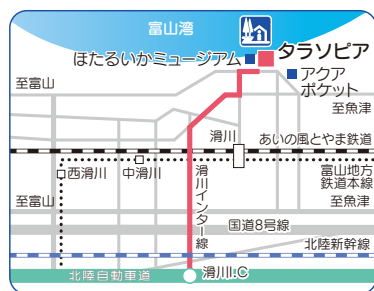 富山湾
ほたるいかミュージアム
タラソピア
アクア
ポケット
至富山
至魚津
滑川
あいの風とやま鉄道
西滑川
中滑川
滑川インター線
富山地方
鉄道本線
至富山
至魚津
国道8号線
北陸新幹線
北陸自動車道
滑川I.C